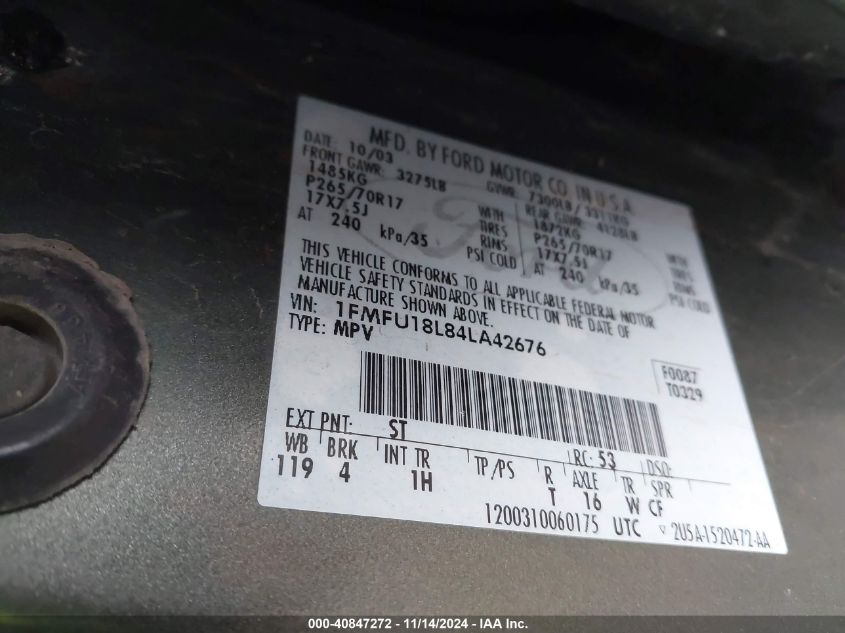 MFD. BY FORD MOTOR CO. IN U.S.A.
DATE: 10/03 GVWR: 7300LB / 3311KG
FRONT GAWR: 3275LB REAR GAWR: 4128LB
1485KG WITH 1872KG WITH
P265/70R17 TIRES P265/70R17 TIRES
17X7.5J RIMS 17X7.5J RIMS
AT 240 kPa/35 PSI COLD AT 240 kPa/35 PSI COLD
THIS VEHICLE CONFORMS TO ALL APPLICABLE FEDERAL MOTOR
VEHICLE SAFETY STANDARDS IN EFFECT ON THE DATE OF
MANUFACTURE SHOWN ABOVE.
VIN: 1FMFU18L84LA42676
TYPE: MPV
F0087
T0329
EXT PNT: ST RC: 53 DSO:
WB BRK INT TR TP/PS R AXLE TR SPR
119 4 1H T 16 W CF
1200310060175 UTC ▽ 2U5A-1520472-AA
000-40847272 - 11/14/2024 - IAA Inc.